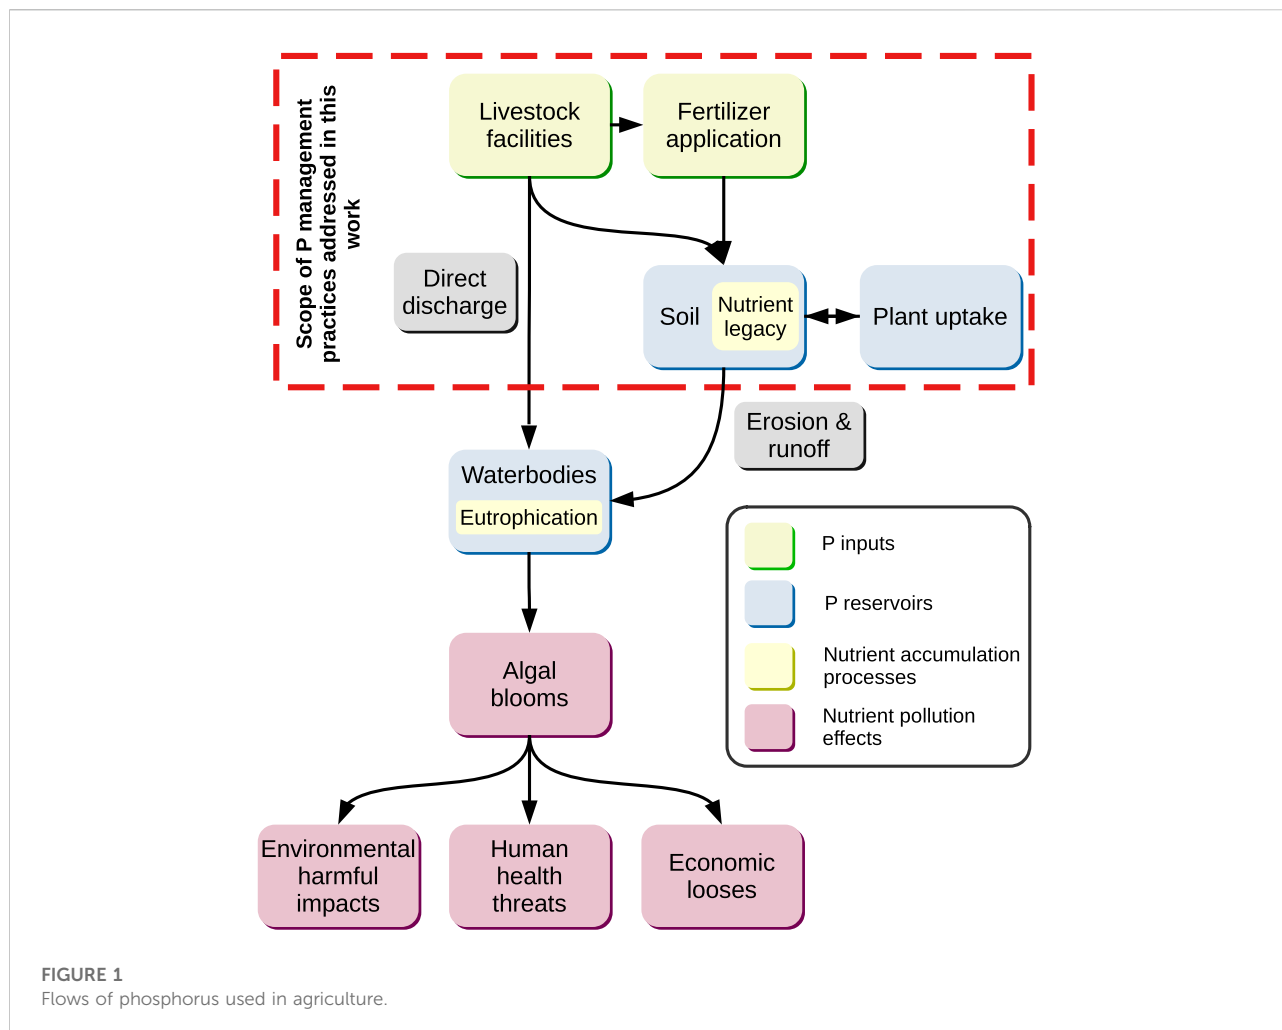 Scope of P management
practices addressed in this
work
Livestock
facilities
Fertilizer
application
Direct
discharge
Soil
Nutrient
legacy
Plant uptake
Erosion &
runoff
Waterbodies
Eutrophication
P inputs
P reservoirs
Nutrient accumulation
processes
Nutrient pollution
effects
Algal
blooms
Environmental
harmful
impacts
Human
health
threats
Economic
looses
FIGURE 1
Flows of phosphorus used in agriculture.